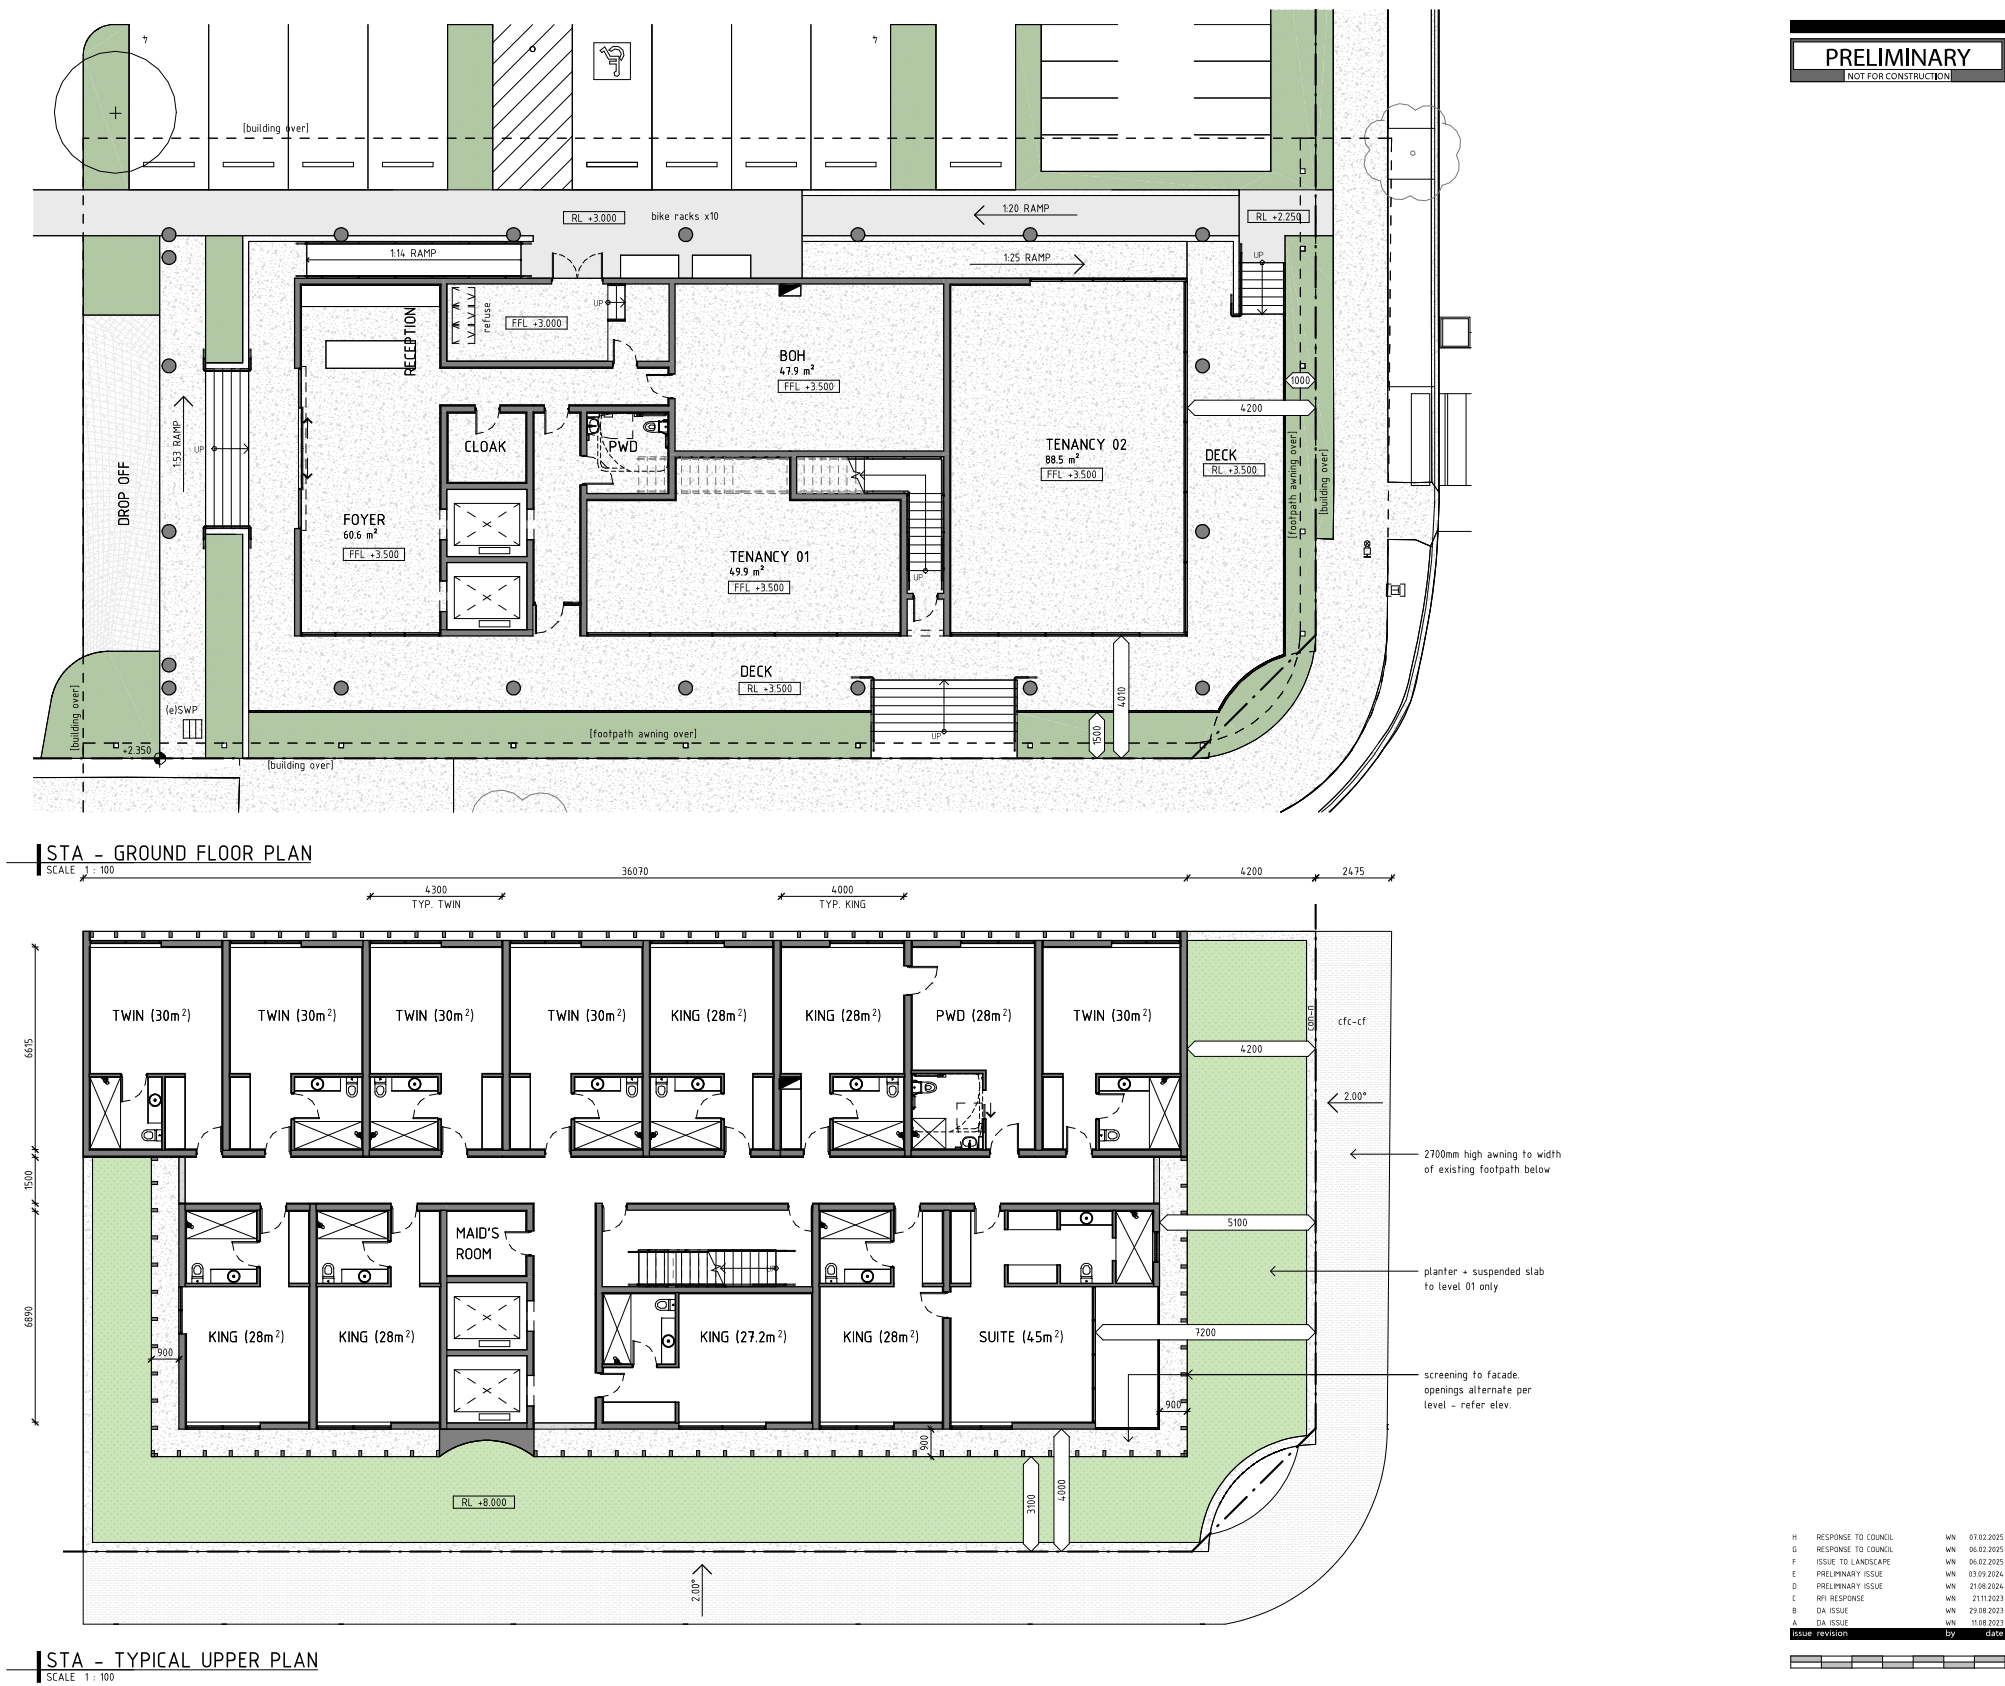 PRELIMINARY
NOT FOR CONSTRUCTION
[building over]
RL +3.000
bike racks x10
1:20 RAMP
RL +2.250
1:14 RAMP
1:25 RAMP
UP
RECEPTION
refuse
UP
FFL +3.000
BOH
47.9 m²
FFL +3.500
1000
4200
1:53 RAMP
UP
CLOAK
PWD
TENANCY 02
88.5 m²
FFL +3.500
DECK
RL +3.500
[footpath awning over]
[building over]
DROP OFF
FOYER
60.6 m²
FFL +3.500
TENANCY 01
49.9 m²
FFL +3.500
UP
DECK
RL +3.500
4010
1500
[building over]
(e)SWP
+2.350
[footpath awning over]
UP
[building over]
STA - GROUND FLOOR PLAN
SCALE 1 : 100
36070
4200
2475
4300
TYP. TWIN
4000
TYP. KING
6615
TWIN (30m²)
TWIN (30m²)
TWIN (30m²)
TWIN (30m²)
KING (28m²)
KING (28m²)
PWD (28m²)
TWIN (30m²)
con-n
cfc-cf
4200
2.00°
2700mm high awning to width
of existing footpath below
1500
MAID'S
ROOM
UP
5100
planter + suspended slab
to level 01 only
6890
KING (28m²)
KING (28m²)
KING (27.2m²)
KING (28m²)
SUITE (45m²)
7200
900
screening to facade.
openings alternate per
level - refer elev.
900
900
3100
4000
RL +8.000
2.00°
H RESPONSE TO COUNCIL WN 07.02.2025
G RESPONSE TO COUNCIL WN 06.02.2025
F ISSUE TO LANDSCAPE WN 06.02.2025
E PRELIMINARY ISSUE WN 03.09.2024
D PRELIMINARY ISSUE WN 21.08.2024
C RFI RESPONSE WN 21.11.2023
B DA ISSUE WN 29.08.2023
A DA ISSUE WN 11.08.2023
issue revision by date
STA - TYPICAL UPPER PLAN
SCALE 1 : 100